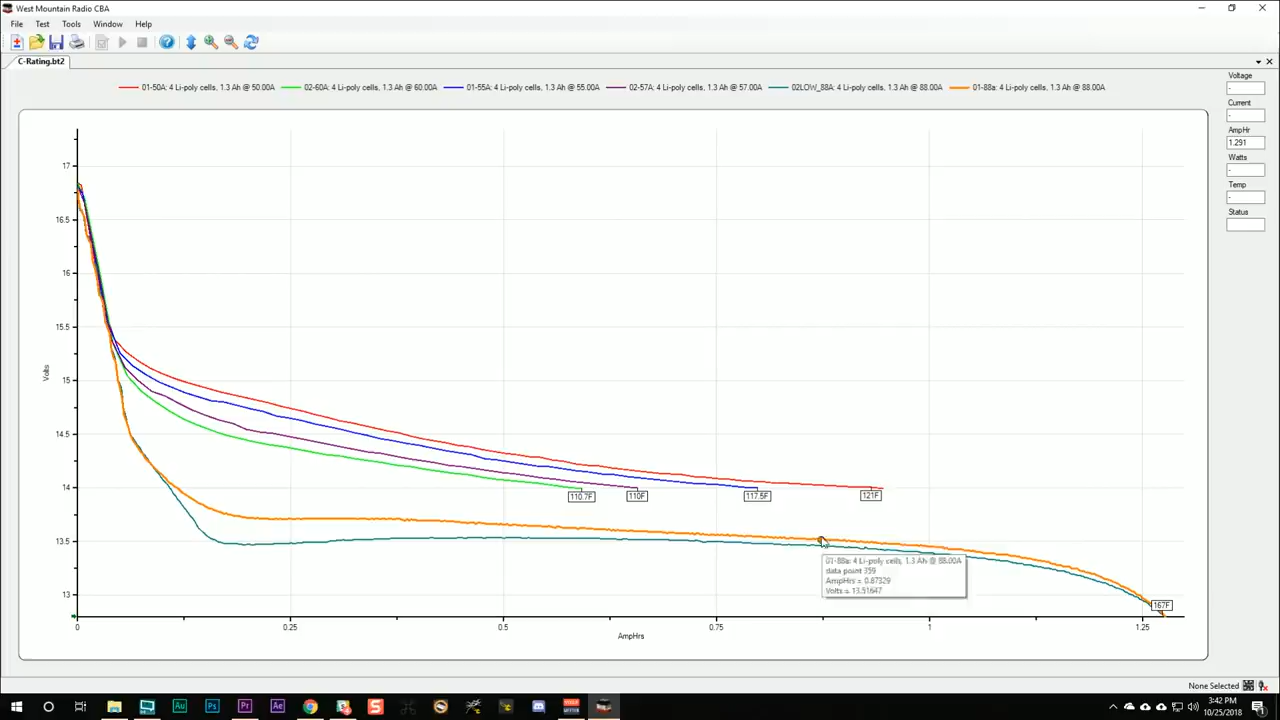 West Mountain Radio CBA
File Test Tools Window Help
C-Rating.bt2
01-50A: 4 Li-poly cells, 1.3 Ah @ 50.00A 02-60A: 4 Li-poly cells, 1.3 Ah @ 60.00A 01-55A: 4 Li-poly cells, 1.3 Ah @ 55.00A 02-57A: 4 Li-poly cells, 1.3 Ah @ 57.00A 02LOW_88A: 4 Li-poly cells, 1.3 Ah @ 88.00A 01-88a: 4 Li-poly cells, 1.3 Ah @ 88.00A
Voltage
-
Current
-
AmpHr
1.291
Watts
-
Temp
-
Status
17
16.5
16
15.5
15
14.5
14
13.5
13
Volts
110.7F 110F 117.5F 121F
01-88a: 4 Li-poly cells, 1.3 Ah @ 88.00A
data point 359
AmpHrs = 0.87329
Volts = 13.51647
167F
0 0.25 0.5 0.75 1 1.25
AmpHrs
None Selected
Au Ps Pr Ae S
3:42 PM
10/25/2018
1